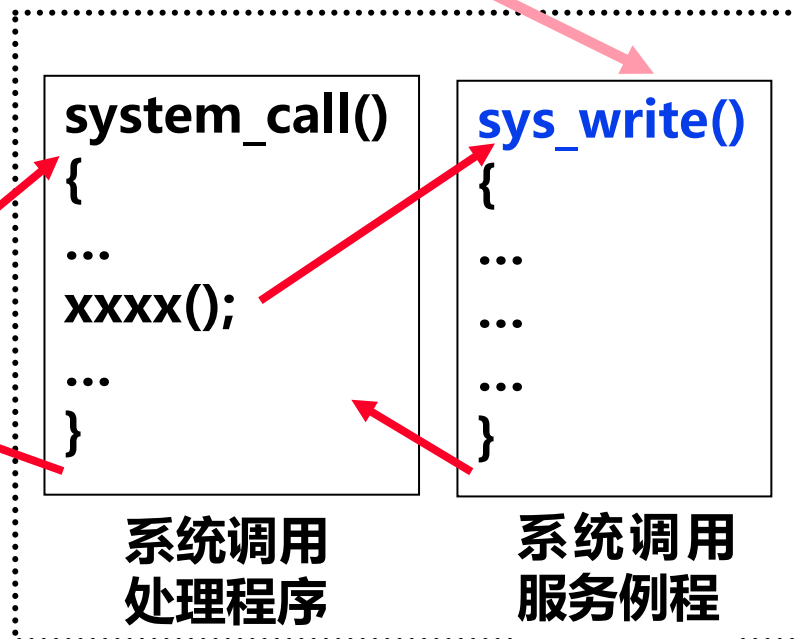 system_call()
{
...
xxxx();
...
}
系统调用
处理程序
sys_write()
{
...
...
...
}
系统调用
服务例程